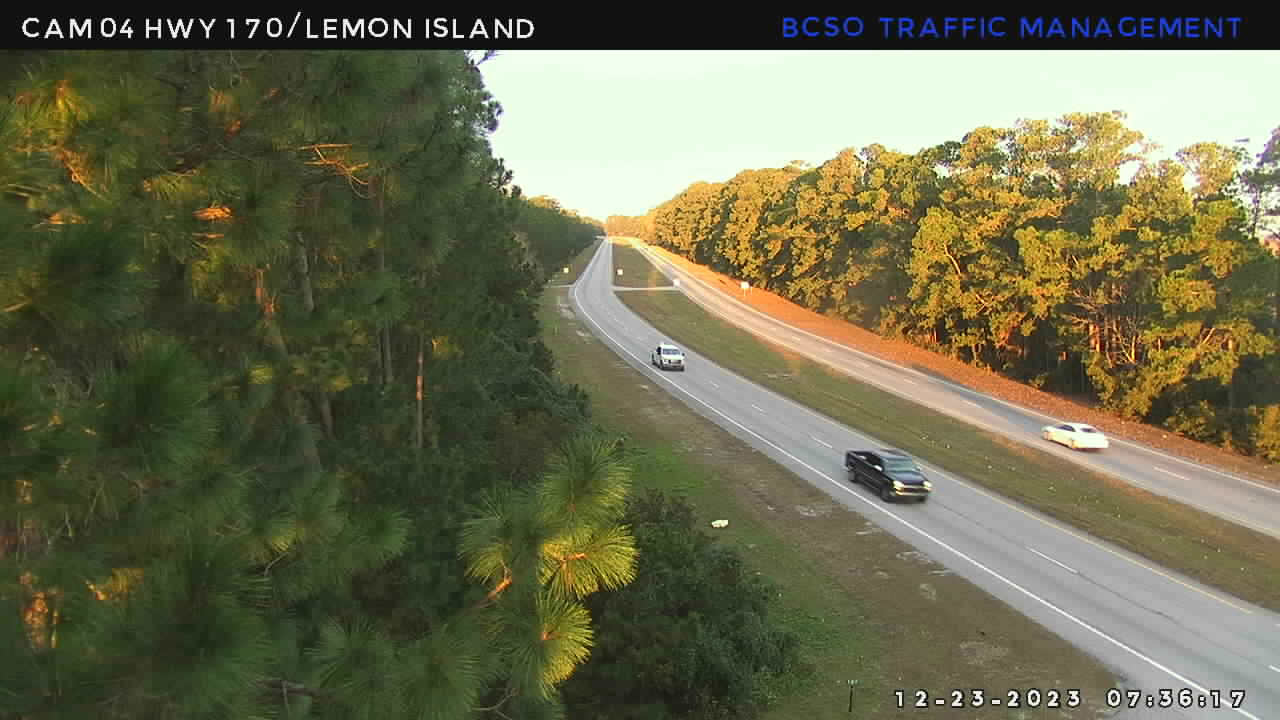 CAM04 HWY 170/LEMON ISLAND
BCSO TRAFFIC MANAGEMENT
12-23-2023 07:36:17